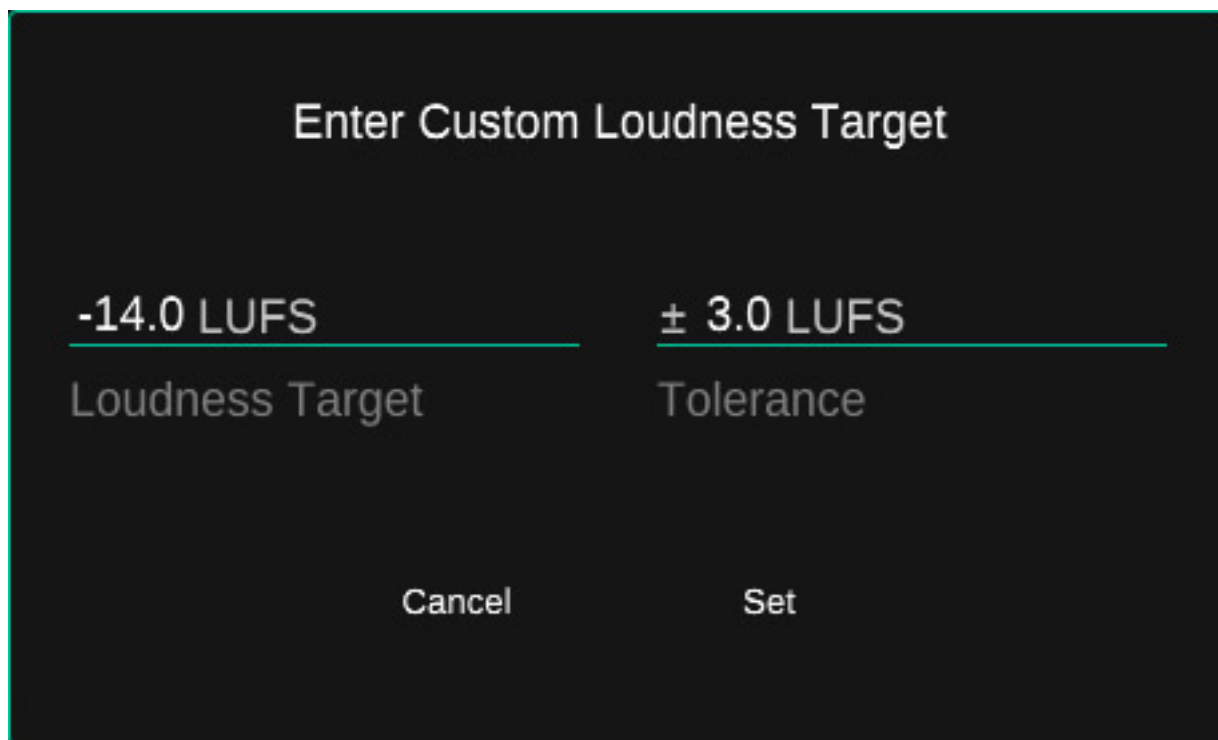 Enter Custom Loudness Target
-14.0 LUFS ± 3.0 LUFS
Loudness Target Tolerance
Cancel Set